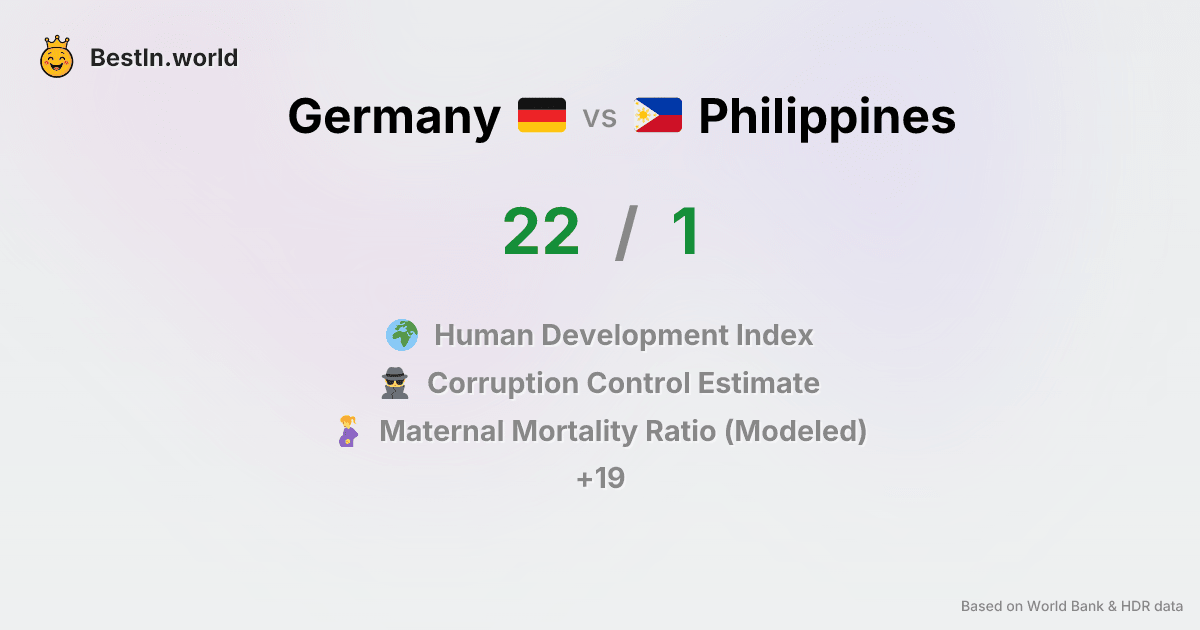 BestIn.world
Germany vs Philippines
22 / 1
Human Development Index
Corruption Control Estimate
Maternal Mortality Ratio (Modeled)
+19
Based on World Bank & HDR data